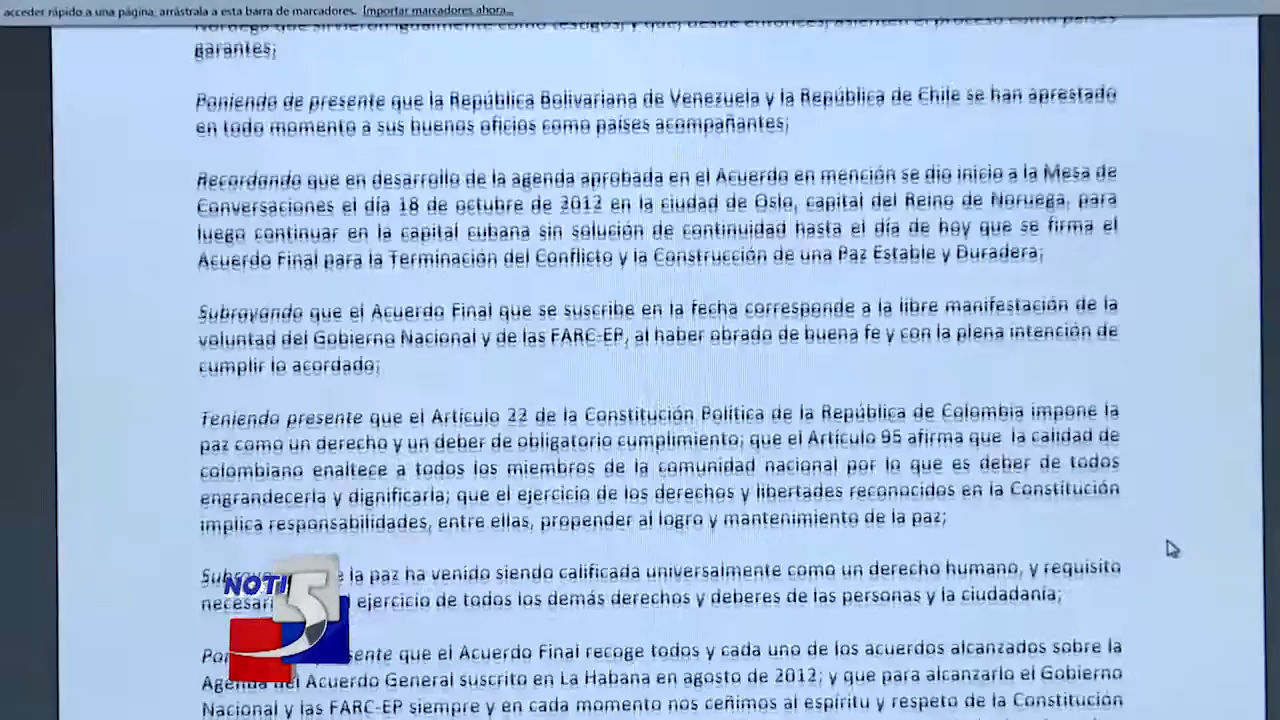 acceder rápido a una página, arrástrala a esta barra de marcadores. Importar marcadores ahora...
Noruega que sirvieron igualmente como testigos, y que, desde entonces, asienten el proceso como países
garantes;
Poniendo de presente que la República Bolivariana de Venezuela y la República de Chile se han aprestado
en todo momento a sus buenos oficios como países acompañantes;
Recordando que en desarrollo de la agenda aprobada en el Acuerdo en mención se dio inicio a la Mesa de
Conversaciones el día 18 de octubre de 2012 en la ciudad de Oslo, capital del Reino de Noruega, para
luego continuar en la capital cubana sin solución de continuidad hasta el día de hoy que se firma el
Acuerdo Final para la Terminación del Conflicto y la Construcción de una Paz Estable y Duradera;
Subrayando que el Acuerdo Final que se suscribe en la fecha corresponde a la libre manifestación de la
voluntad del Gobierno Nacional y de las FARC-EP, al haber obrado de buena fe y con la plena intención de
cumplir lo acordado;
Teniendo presente que el Artículo 22 de la Constitución Política de la República de Colombia impone la
paz como un derecho y un deber de obligatorio cumplimiento; que el Artículo 95 afirma que la calidad de
colombiano enaltece a todos los miembros de la comunidad nacional por lo que es deber de todos
engrandecerla y dignificarla; que el ejercicio de los derechos y libertades reconocidos en la Constitución
implica responsabilidades, entre ellas, propender al logro y mantenimiento de la paz;
la paz ha venido siendo calificada universalmente como un derecho humano, y requisito
ejercicio de todos los demás derechos y deberes de las personas y la ciudadanía;
NOTI 5
que el Acuerdo Final recoge todos y cada uno de los acuerdos alcanzados sobre la
Agenda del Acuerdo General suscrito en La Habana en agosto de 2012; y que para alcanzarlo el Gobierno
Nacional y las FARC-EP siempre y en cada momento nos ceñimos al espíritu y respeto de la Constitución